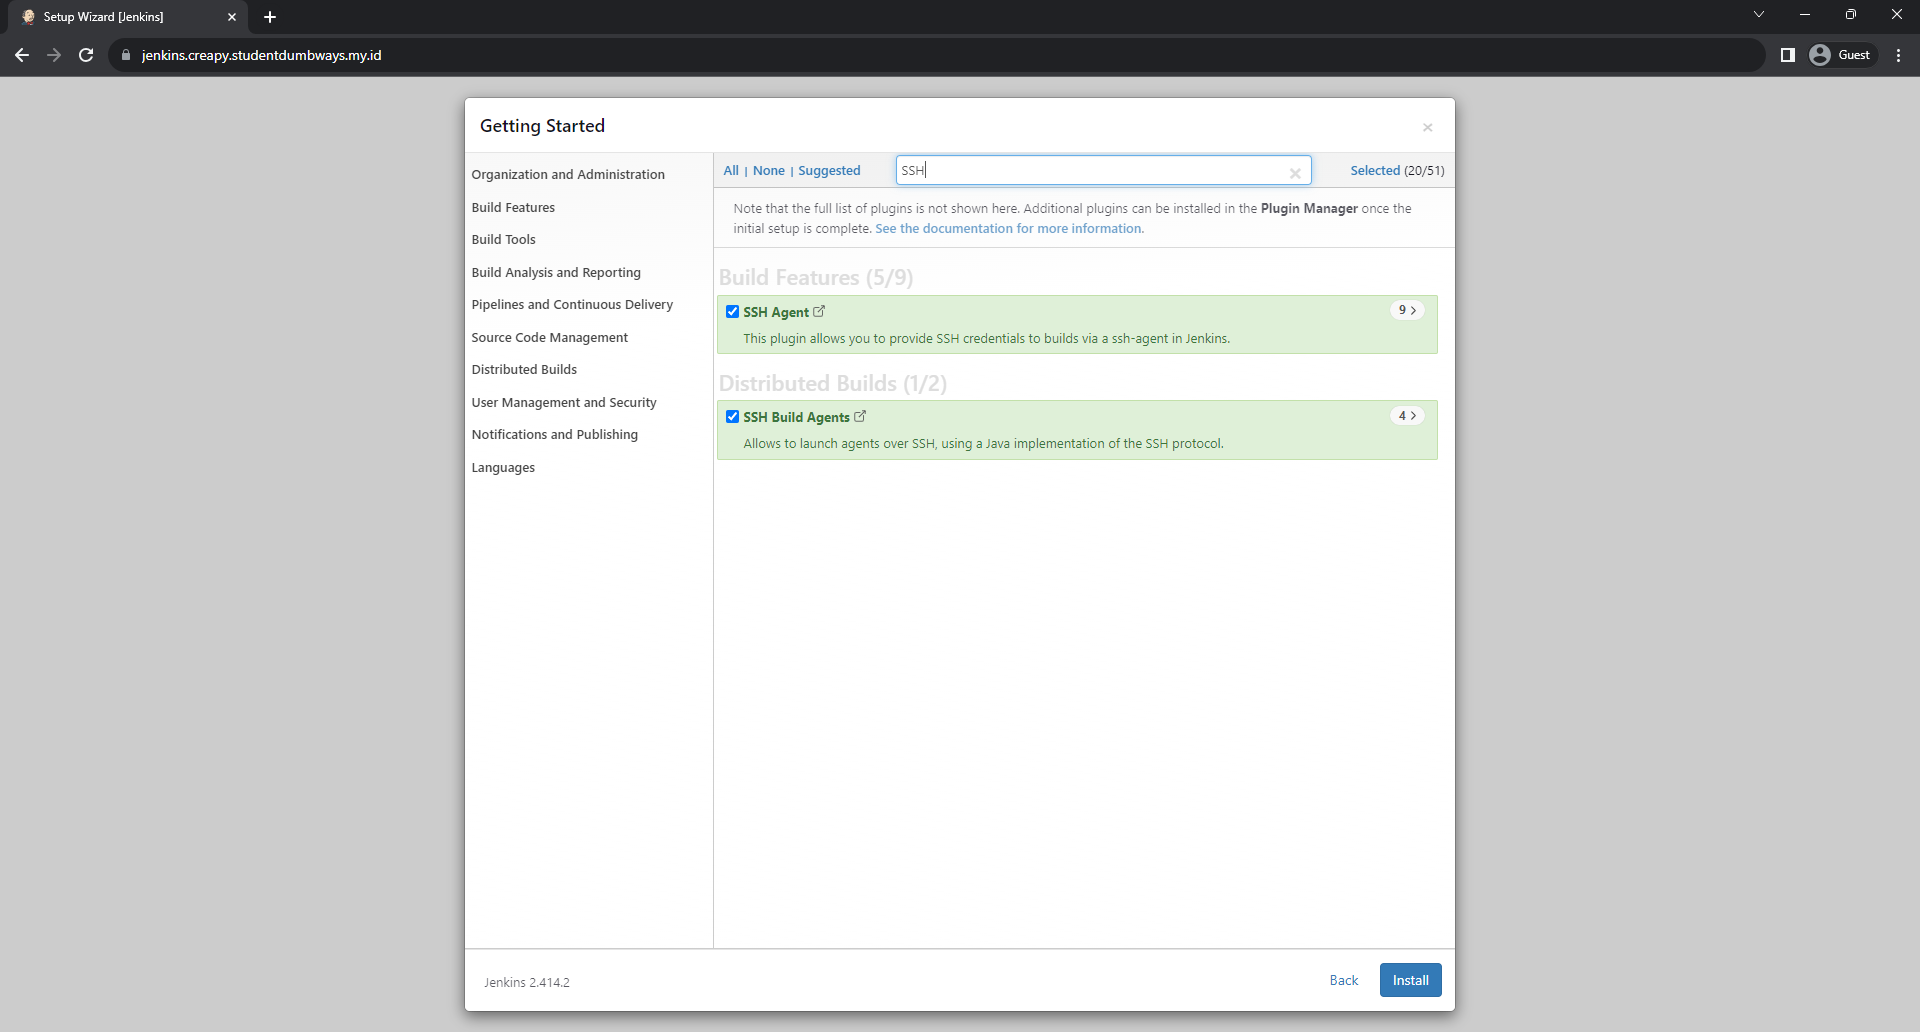 Setup Wizard [Jenkins]
jenkins.creapy.studentdumbways.my.id
Guest
Getting Started
Organization and Administration
Build Features
Build Tools
Build Analysis and Reporting
Pipelines and Continuous Delivery
Source Code Management
Distributed Builds
User Management and Security
Notifications and Publishing
Languages
All | None | Suggested
SSH
Selected (20/51)
Note that the full list of plugins is not shown here. Additional plugins can be installed in the Plugin Manager once the
initial setup is complete. See the documentation for more information.
Build Features (5/9)
SSH Agent
9 >
This plugin allows you to provide SSH credentials to builds via a ssh-agent in Jenkins.
Distributed Builds (1/2)
SSH Build Agents
4 >
Allows to launch agents over SSH, using a Java implementation of the SSH protocol.
Jenkins 2.414.2
Back
Install